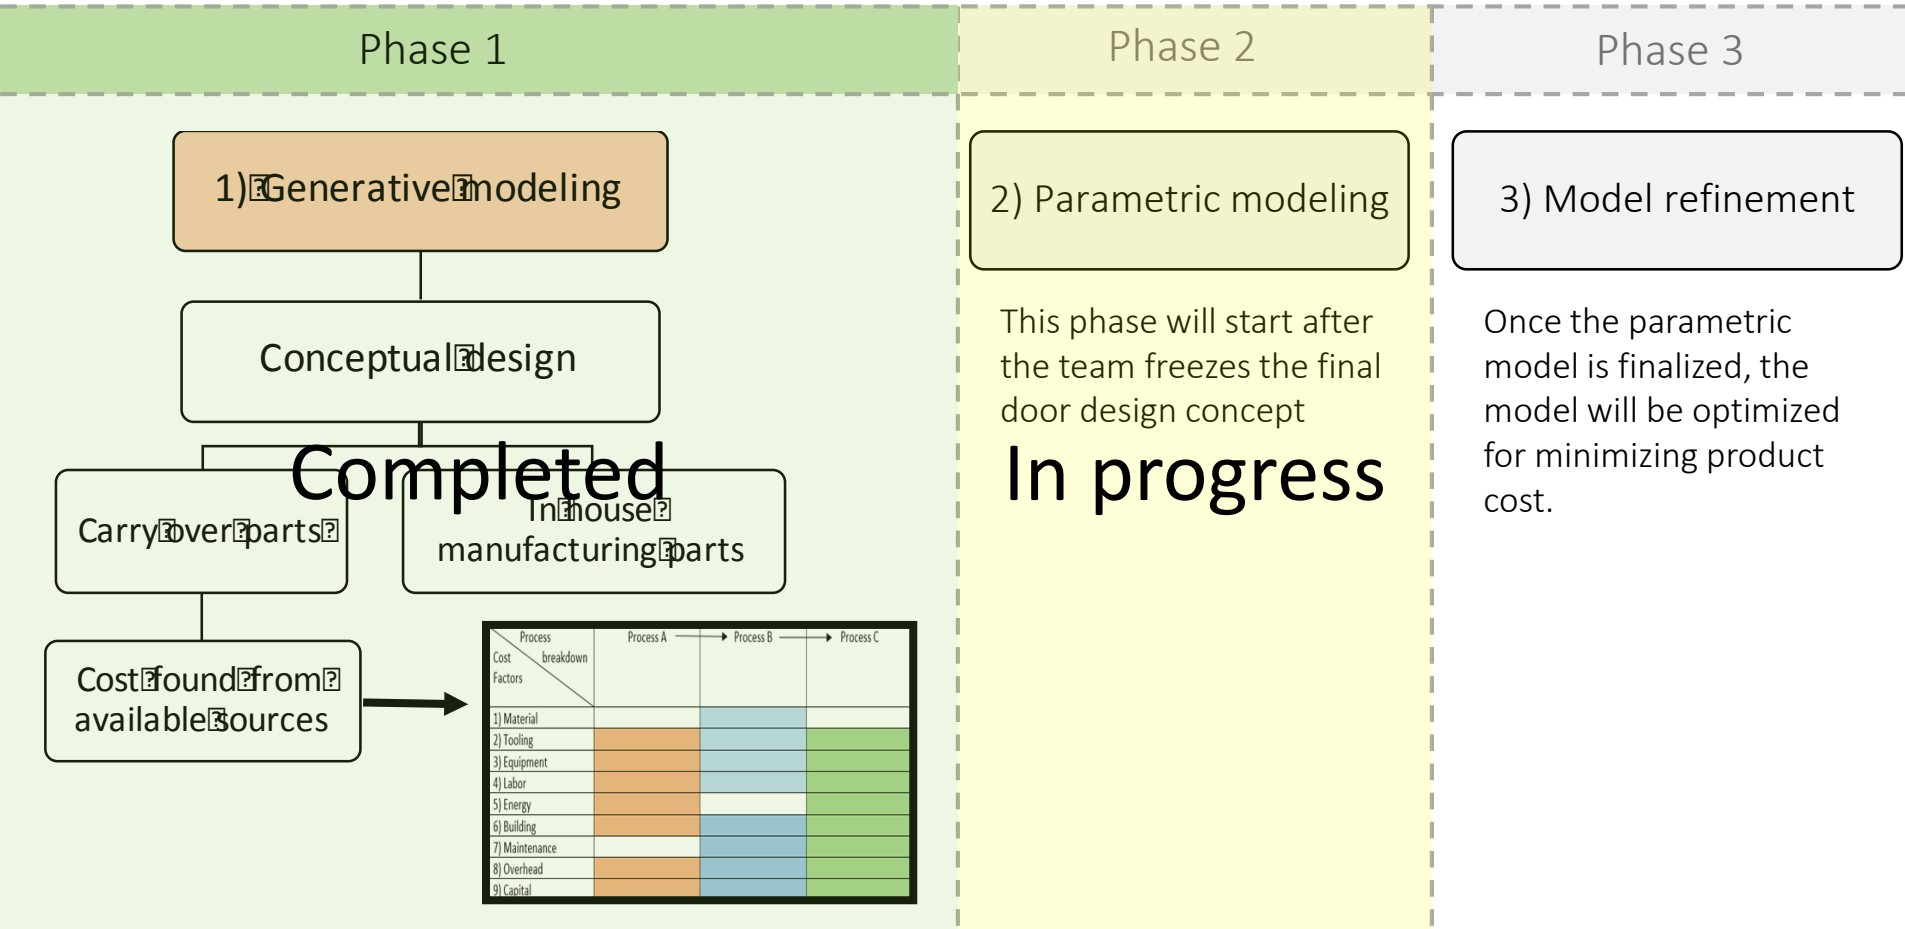 Phase 1
Phase 2
Phase 3
1) Generative modeling
2) Parametric modeling
3) Model refinement
Conceptual design
This phase will start after
the team freezes the final
door design concept
Once the parametric
model is finalized, the
model will be optimized
for minimizing product
cost.
Completed
In progress
Carry over parts
In house
manufacturing parts
Cost found from
available sources
Process
Cost breakdown
Factors
Process A
Process B
Process C
1) Material
2) Tooling
3) Equipment
4) Labor
5) Energy
6) Building
7) Maintenance
8) Overhead
9) Capital